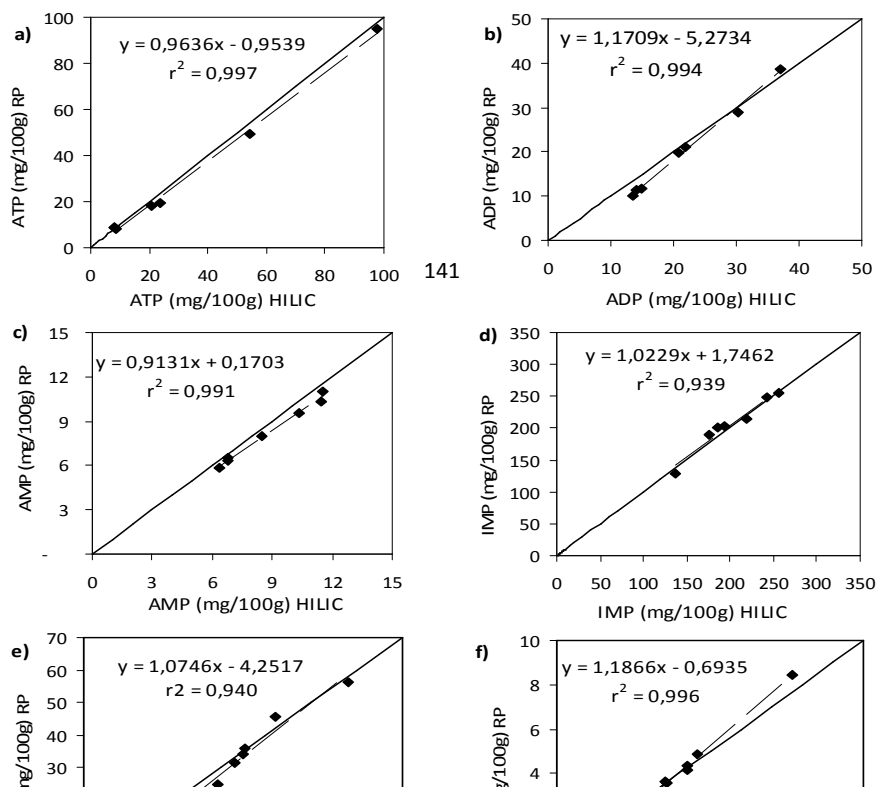 a)
y = 0,9636x - 0,9539
r² = 0,997
ATP (mg/100g) RP
100
80
60
40
20
0
0 20 40 60 80 100
ATP (mg/100g) HILIC
b)
y = 1,1709x - 5,2734
r² = 0,994
ADP (mg/100g) RP
50
40
30
20
10
0
0 10 20 30 40 50
ADP (mg/100g) HILIC
141
c)
y = 0,9131x + 0,1703
r² = 0,991
AMP (mg/100g) RP
15
12
9
6
3
-
0 3 6 9 12 15
AMP (mg/100g) HILIC
d)
y = 1,0229x + 1,7462
r² = 0,939
IMP (mg/100g) RP
350
300
250
200
150
100
50
0
0 50 100 150 200 250 300 350
IMP (mg/100g) HILIC
e)
y = 1,0746x - 4,2517
r2 = 0,940
mg/100g) RP
70
60
50
40
30
f)
y = 1,1866x - 0,6935
r² = 0,996
g/100g) RP
10
8
6
4